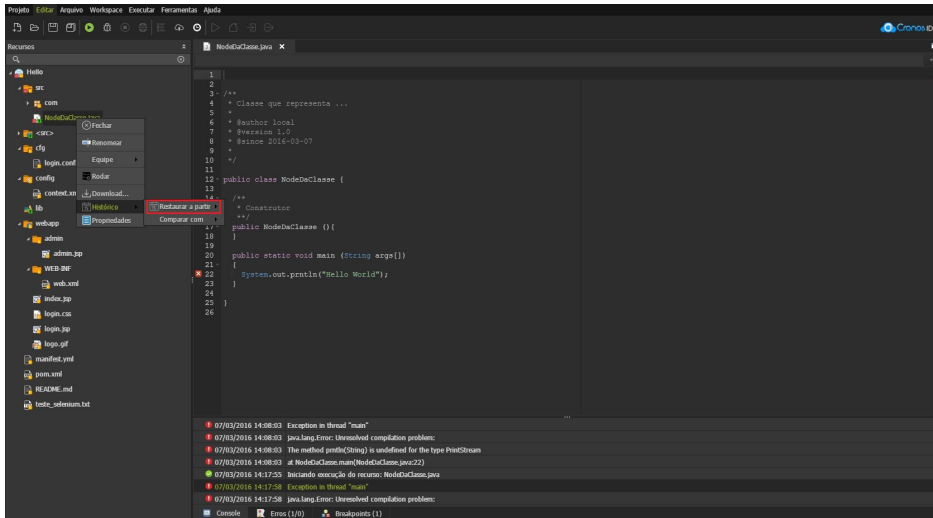 Projeto Editar Arquivo Workspace Executar Ferramentas Ajuda
Cronos ID
Recursos
NodeDaClasse.java
Hello
src
com
NodeDaClasse.java
<src>
cfg
login.conf
config
context.xm
lib
webapp
admin
admin.jsp
WEB-INF
web.xml
index.jsp
login.css
login.jsp
logo.gif
manifest.yml
pom.xml
README.md
teste_selenium.txt
Fechar
Renomear
Equipe
Rodar
Download...
Histórico
Propriedades
Restaurar a partir
Comparar com
1
2
3 /**
4 * Classe que representa ...
5 *
6 * @author local
7 * @version 1.0
8 * @since 2016-03-07
9 *
10 */
11
12 public class NodeDaClasse {
13
14 /**
* Construtor
**/
17 public NodeDaClasse (){
18 }
19
20 public static void main (String args[])
21 {
22 System.out.prntln("Hello World");
23 }
24
25 }
26
07/03/2016 14:08:03 Exception in thread "main"
07/03/2016 14:08:03 java.lang.Error: Unresolved compilation problem:
07/03/2016 14:08:03 The method prntln(String) is undefined for the type PrintStream
07/03/2016 14:08:03 at NodeDaClasse.main(NodeDaClasse.java:22)
07/03/2016 14:17:55 Iniciando execução do recurso: NodeDaClasse.java
07/03/2016 14:17:58 Exception in thread "main"
07/03/2016 14:17:58 java.lang.Error: Unresolved compilation problem:
Console Erros (1/0) Breakpoints (1)